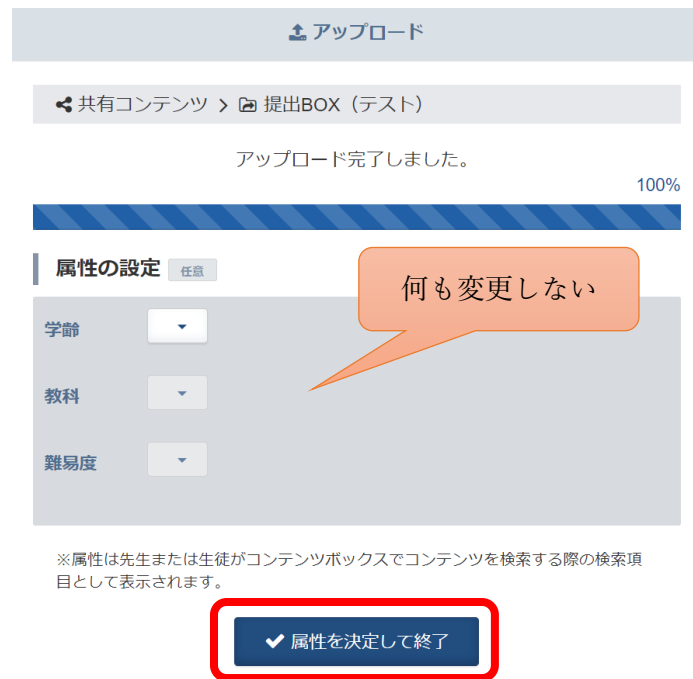 アップロード
共有コンテンツ > 提出BOX（テスト）
アップロード完了しました。
100%
属性の設定 任意
何も変更しない
学齢
教科
難易度
※属性は先生または生徒がコンテンツボックスでコンテンツを検索する際の検索項
目として表示されます。
属性を決定して終了